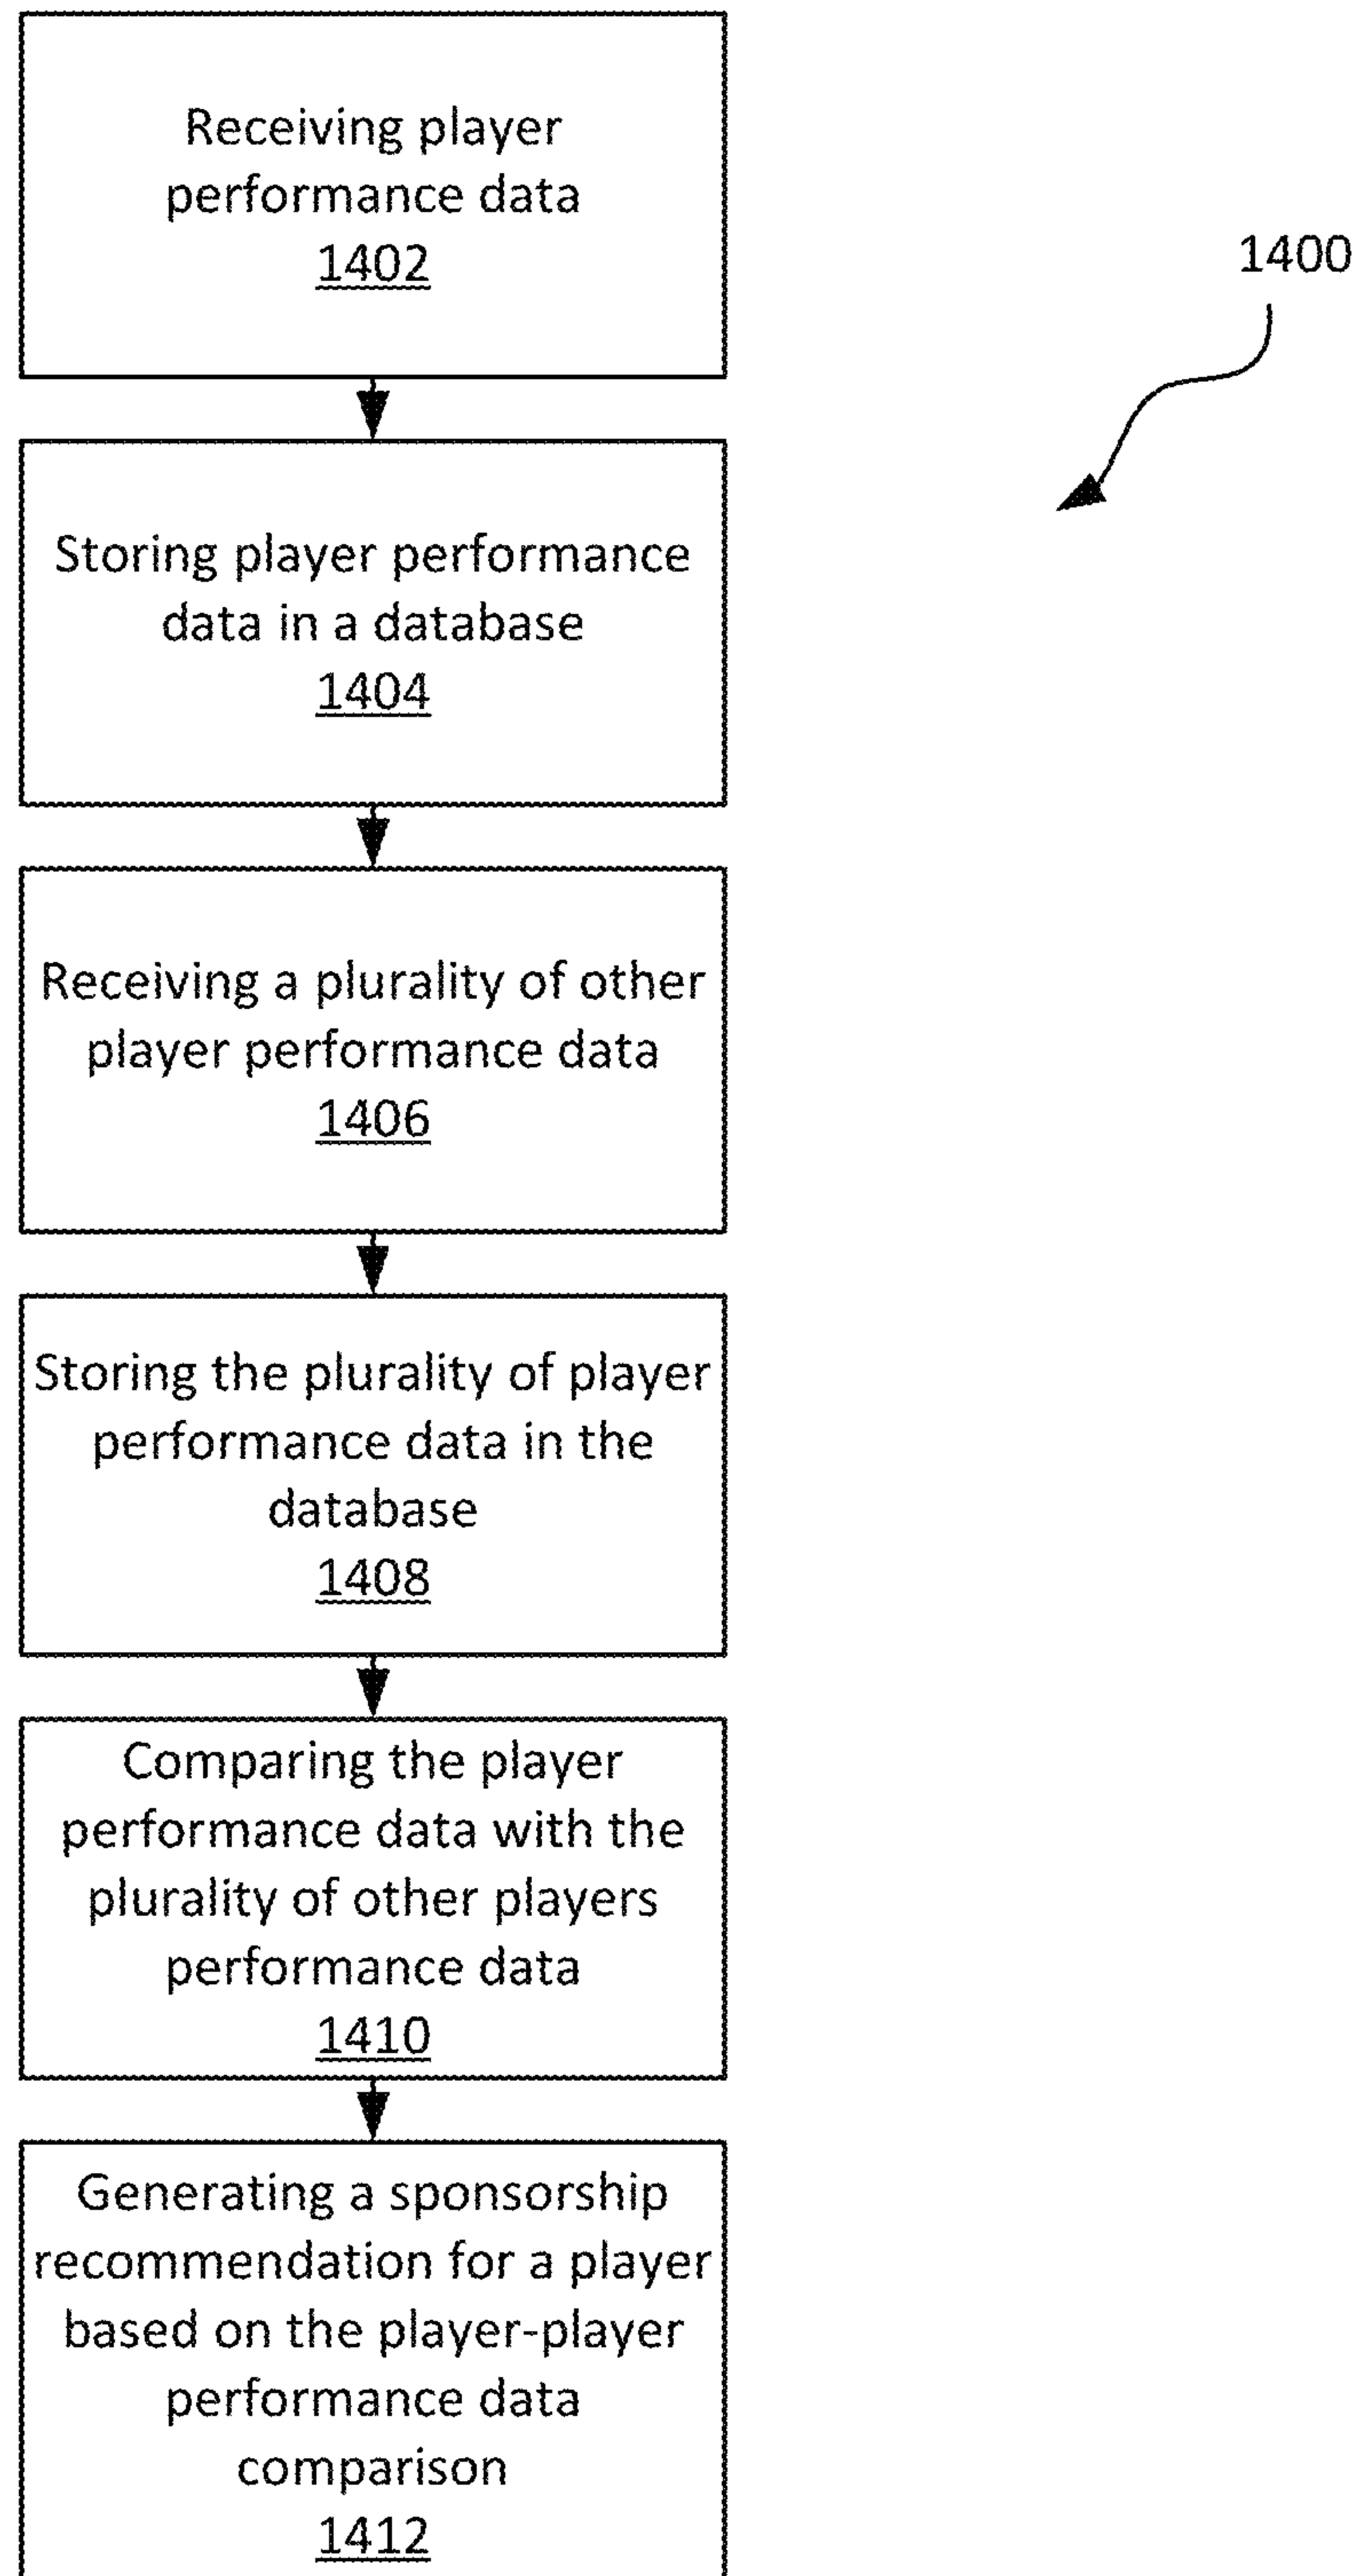 Receiving player
performance data
1402
1400
Storing player performance
data in a database
1404
Receiving a plurality of other
player performance data
1406
Storing the plurality of player
performance data in the
database
1408
Comparing the player
performance data with the
plurality of other players
performance data
1410
Generating a sponsorship
recommendation for a player
based on the player-player
performance data
comparison
1412